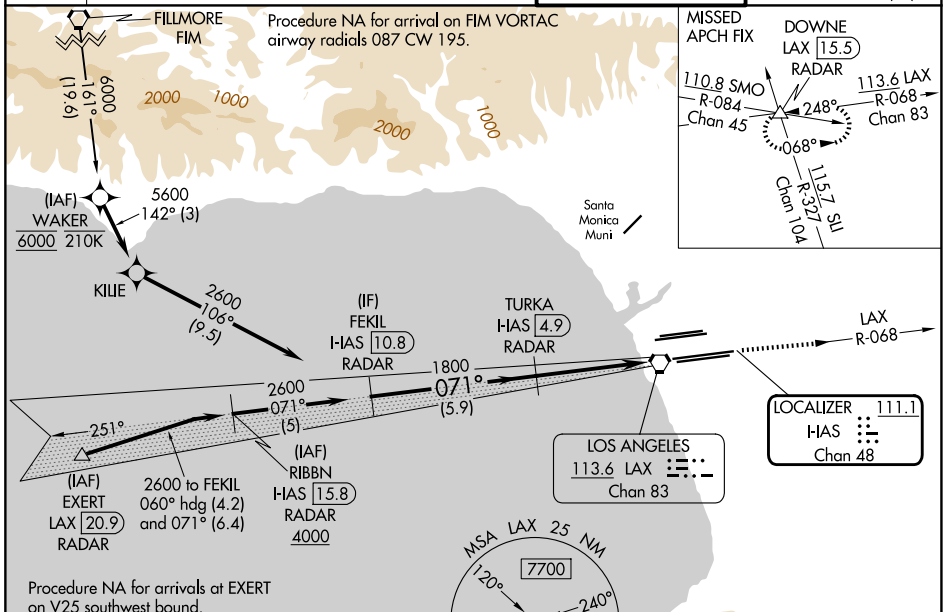 FILLMORE
FIM
Procedure NA for arrival on FIM VORTAC
airway radials 087 CW 195.
6000
161°
(19.6)
2000
1000
2000
1000
MISSED
APCH FIX
DOWNE
LAX 15.5
RADAR
110.8 SMO
R-084
Chan 45
113.6 LAX
R-068
Chan 83
248°
068°
115.7 SLI
R-327
Chan 104
(IAF)
WAKER
6000 210K
5600
142° (3)
KILIE
Santa
Monica
Muni
2600
106°
(9.5)
(IF)
FEKIL
I-IAS 10.8
RADAR
TURKA
I-IAS 4.9
RADAR
LAX
R-068
2600
071°
(5)
1800
071°
(5.9)
251°
(IAF)
EXERT
LAX 20.9
RADAR
2600 to FEKIL
060° hdg (4.2)
and 071° (6.4)
(IAF)
RIBBN
I-IAS 15.8
RADAR
4000
LOS ANGELES
113.6 LAX
Chan 83
LOCALIZER 111.1
I-IAS
Chan 48
MSA LAX 25 NM
7700
120°
240°
Procedure NA for arrivals at EXERT
on V25 southwest bound.